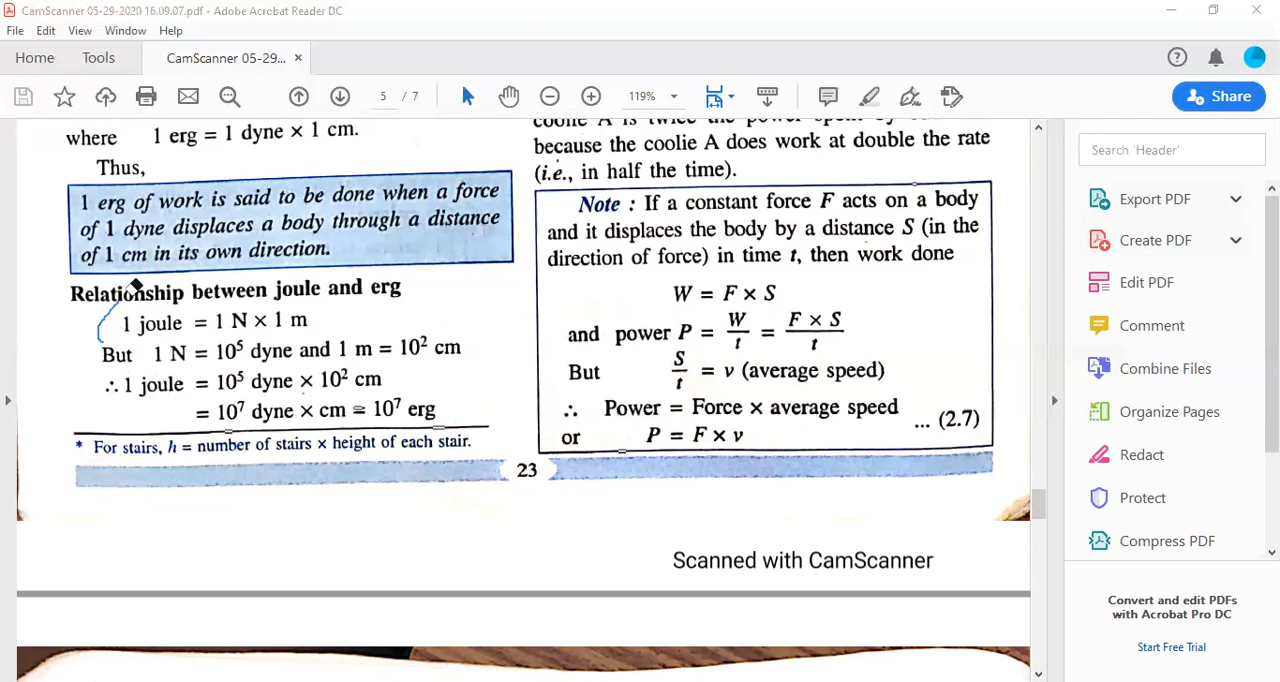 CamScanner 05-29-2020 16.09.07.pdf - Adobe Acrobat Reader DC
File Edit View Window Help
Home Tools CamScanner 05-29... ×
5 / 7 119% Share
where 1 erg = 1 dyne × 1 cm.
Thus,
1 erg of work is said to be done when a force
of 1 dyne displaces a body through a distance
of 1 cm in its own direction.
Relationship between joule and erg
1 joule = 1 N × 1 m
But 1 N = 10⁵ dyne and 1 m = 10² cm
∴ 1 joule = 10⁵ dyne × 10² cm
= 10⁷ dyne × cm = 10⁷ erg
* For stairs, h = number of stairs × height of each stair.
coolie A is twice the power spent by
because the coolie A does work at double the rate
(i.e., in half the time).
Note : If a constant force F acts on a body
and it displaces the body by a distance S (in the
direction of force) in time t, then work done
W = F × S
and power P = W/t = F × S/t
But S/t = v (average speed)
∴ Power = Force × average speed
or P = F × v ... (2.7)
23
Scanned with CamScanner
Search 'Header'
Export PDF
Create PDF
Edit PDF
Comment
Combine Files
Organize Pages
Redact
Protect
Compress PDF
Convert and edit PDFs
with Acrobat Pro DC
Start Free Trial